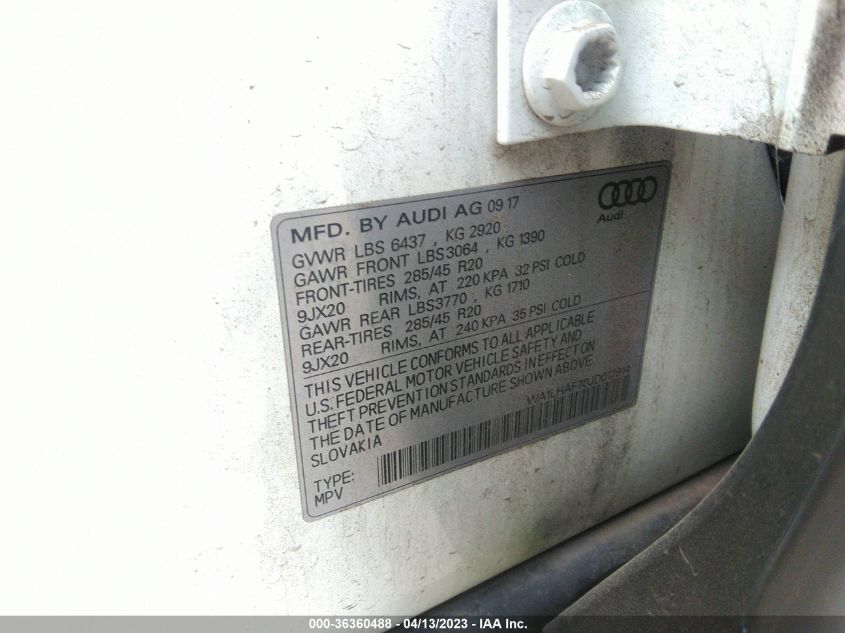 MFD. BY AUDI AG 09 17
Audi
GVWR LBS 6437 , KG 2920
GAWR FRONT LBS3064 , KG 1390
FRONT-TIRES 285/45 R20
9JX20 RIMS, AT 220 KPA 32 PSI COLD
GAWR REAR LBS3770 , KG 1710
REAR-TIRES 285/45 R20
9JX20 RIMS, AT 240 KPA 35 PSI COLD
THIS VEHICLE CONFORMS TO ALL APPLICABLE
U.S. FEDERAL MOTOR VEHICLE SAFETY AND
THEFT PREVENTION STANDARDS IN EFFECT ON
THE DATE OF MANUFACTURE SHOWN ABOVE.
SLOVAKIA
TYPE:
MPV
000-36360488 - 04/13/2023 - IAA Inc.